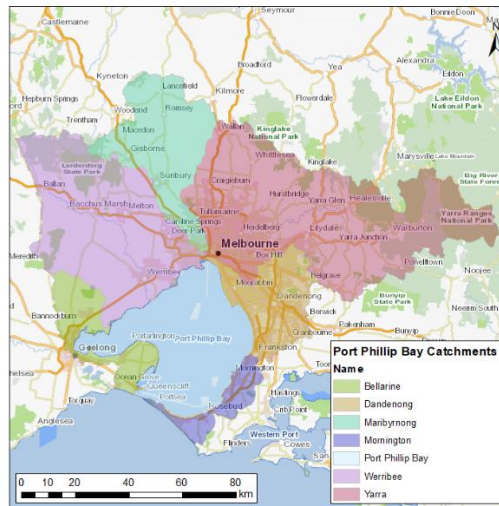 Castlemaine
Seymour
BonnieDoon
Alexandra
Kyneton
Lancefield
Broadford
Yea
Eildon
Hepburn Springs
Woodend
Romsey
Kilmore
Flowerdale
Lake Eildon
National Park
Trentham
Macedon
Wallan
Kinglake
National Park
Gisborne
Whittlesea
Kinglake
Marysville
Lake Mountain
Lerderderg
State Park
Sunbury
Craigieburn
Hurstbridge
Yarra Glen
Healesville
Big River
State Forest
Ballan
Bacchus Marsh
Melton
Tullamarine
Yarra Ranges
National Park
Caroline Springs
Deer Park
Heidelberg
Lilydale
Warburton
Melbourne
Box Hill
Yarra Junction
Meredith
Werribee
Powelltown
Noojee
Moorabbin
Belgrave
Bunyip
State Park
Dandenong
Berwick
Neerim South
Bannockburn
Portarlington
Port Phillip Bay
Cranbourne
Pakenham
Bunyip
Geelong
Frankston
Ocean Grove
Queenscliff
Portsea
Mornington
Torquay
Rosebud
Hastings
Crib Point
Anglesea
Flinders
Western Port
Cowes
Port Phillip Bay Catchments
Name
Bellarine
Dandenong
Maribyrnong
Mornington
Port Phillip Bay
Werribee
Yarra
0 10 20 40 60 80
km
N